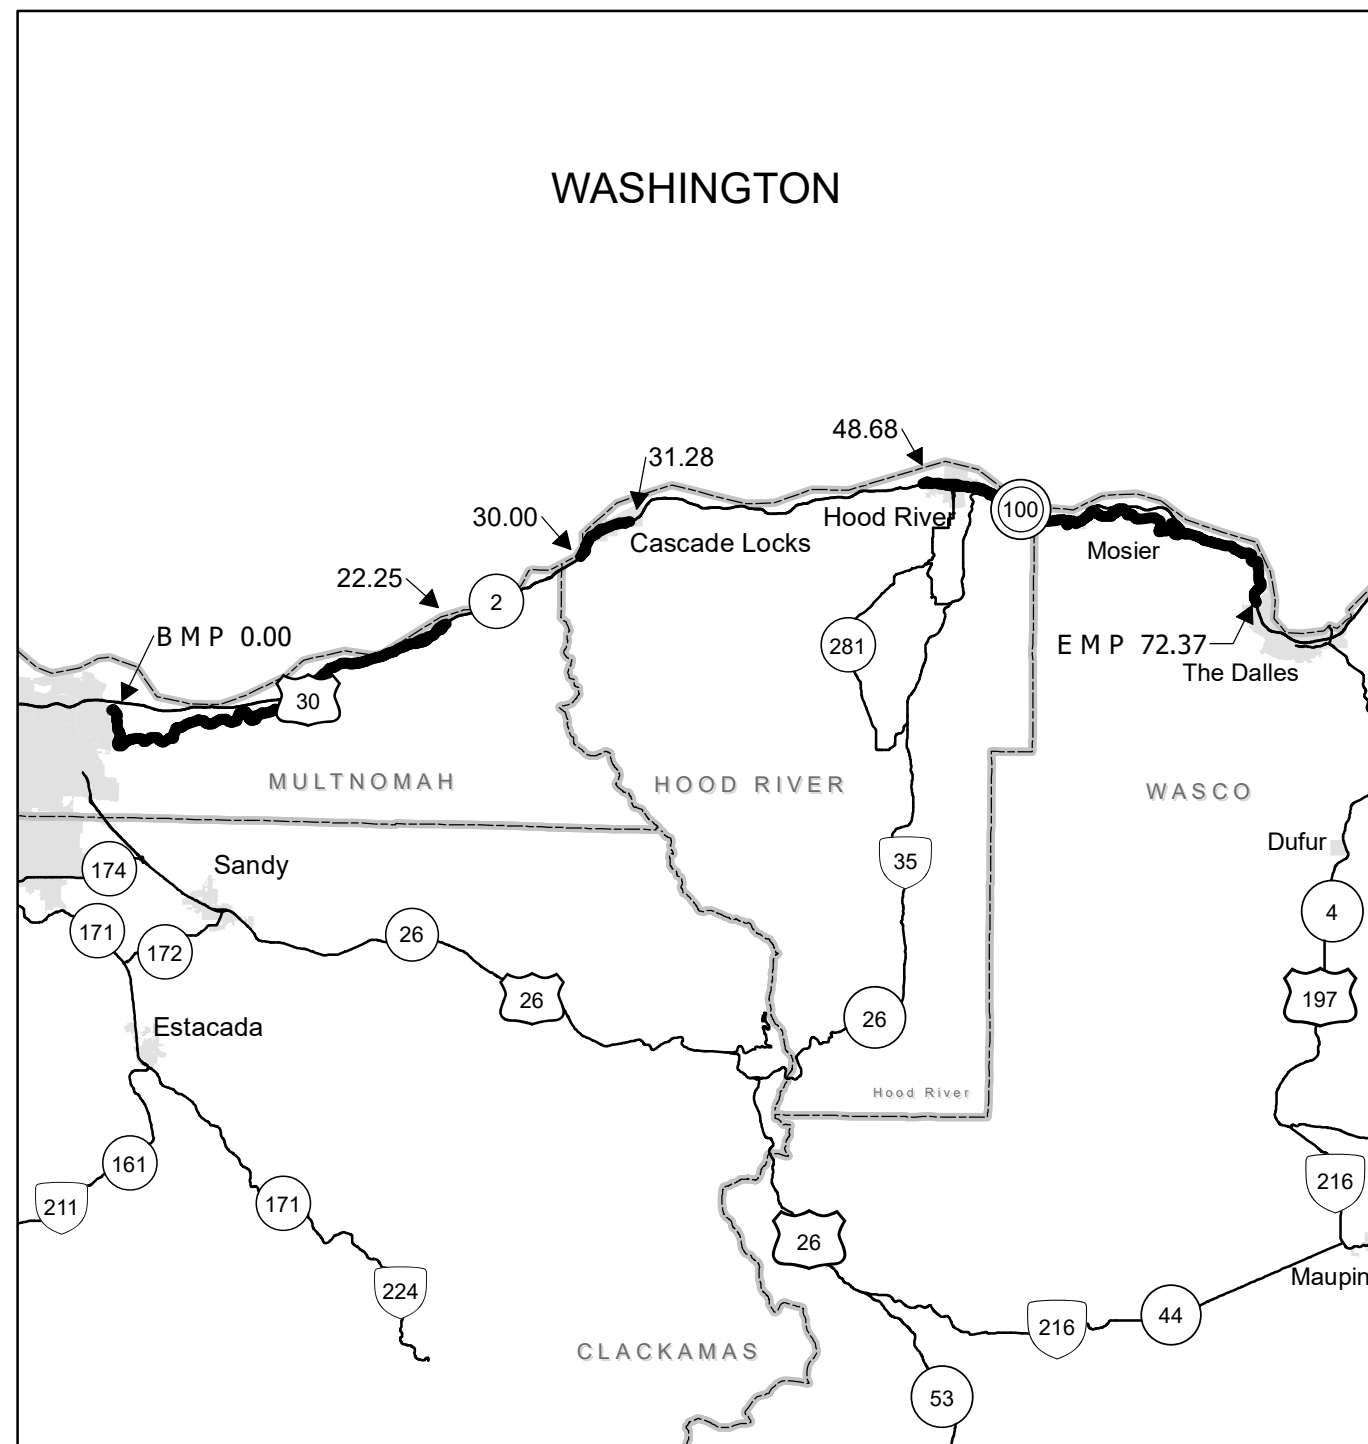 WASHINGTON
48.68
31.28
30.00
Hood River
100
Cascade Locks
Mosier
22.25
2
BMP 0.00
281
EMP 72.37
The Dalles
30
MULTNOMAH
HOOD RIVER
WASCO
Dufur
35
174
Sandy
4
171
26
172
26
197
26
Estacada
Hood River
161
216
211
171
26
Maupin
224
216
44
CLACKAMAS
53